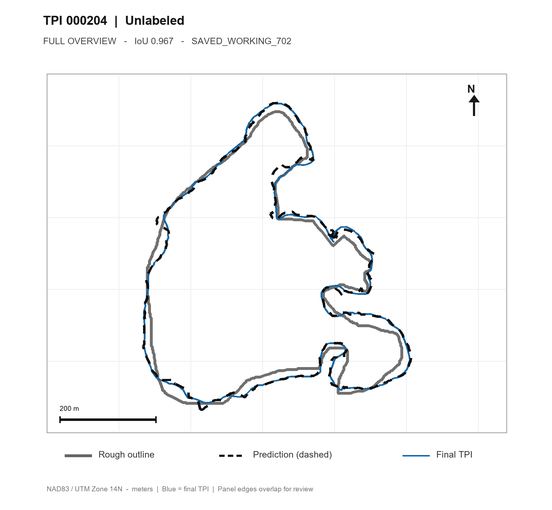 TPI 000204 | Unlabeled
FULL OVERVIEW - IoU 0.967 - SAVED_WORKING_702
N
200 m
Rough outline
Prediction (dashed)
Final TPI
NAD83 / UTM Zone 14N - meters | Blue = final TPI | Panel edges overlap for review